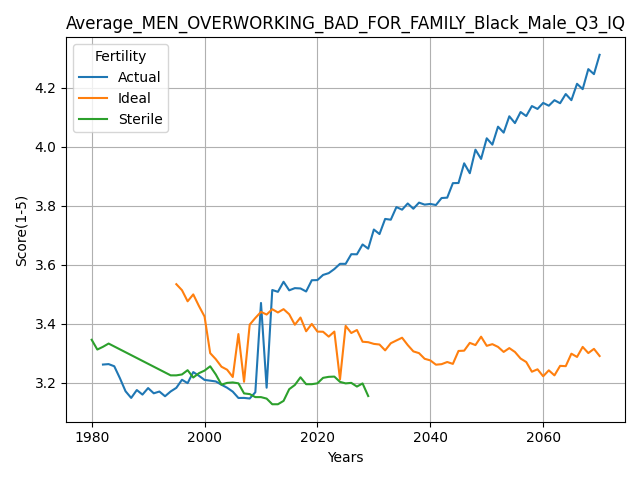 Average_MEN_OVERWORKING_BAD_FOR_FAMILY_Black_Male_Q3_IQ
Fertility
Actual
Ideal
Sterile
Score(1-5)
4.2
4.0
3.8
3.6
3.4
3.2
1980 2000 2020 2040 2060
Years